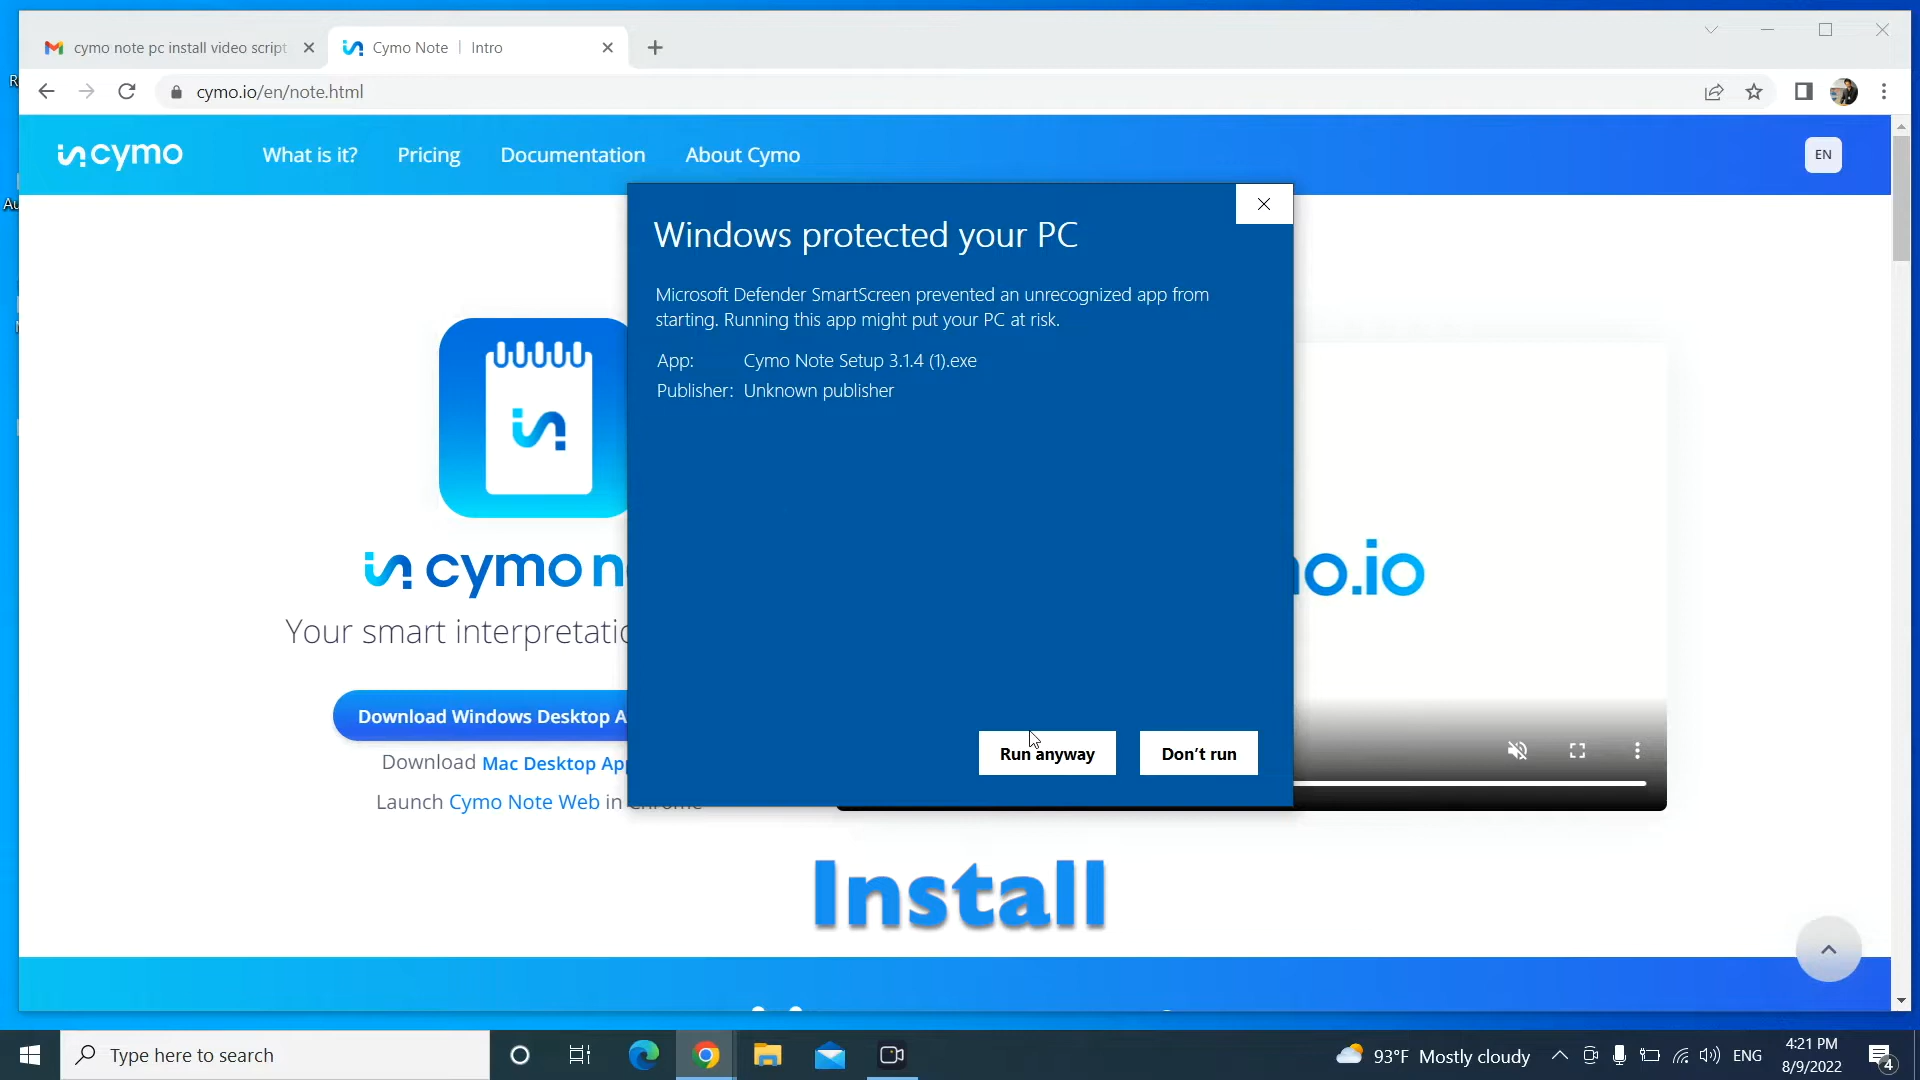 cymo note pc install video script
Cymo Note | Intro
cymo.io/en/note.html
cymo
What is it?
Pricing
Documentation
About Cymo
EN
Windows protected your PC
Microsoft Defender SmartScreen prevented an unrecognized app from
starting. Running this app might put your PC at risk.
App: Cymo Note Setup 3.1.4 (1).exe
Publisher: Unknown publisher
Run anyway
Don't run
cymo n
Your smart interpretatio
Download Windows Desktop A
Download Mac Desktop App
Launch Cymo Note Web in Chrome
o.io
Install
Type here to search
93°F Mostly cloudy
ENG
4:21 PM
8/9/2022
4